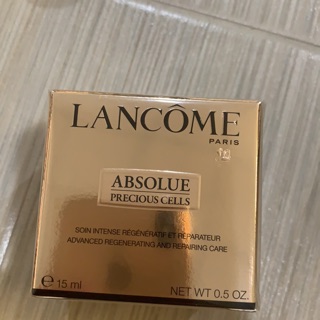 LANCÔME
PARIS
ABSOLUE
PRECIOUS CELLS
SOIN INTENSE RÉGÉNÉRATIF ET RÉPARATEUR
ADVANCED REGENERATING AND REPAIRING CARE
e 15 ml NET WT 0.5 OZ.